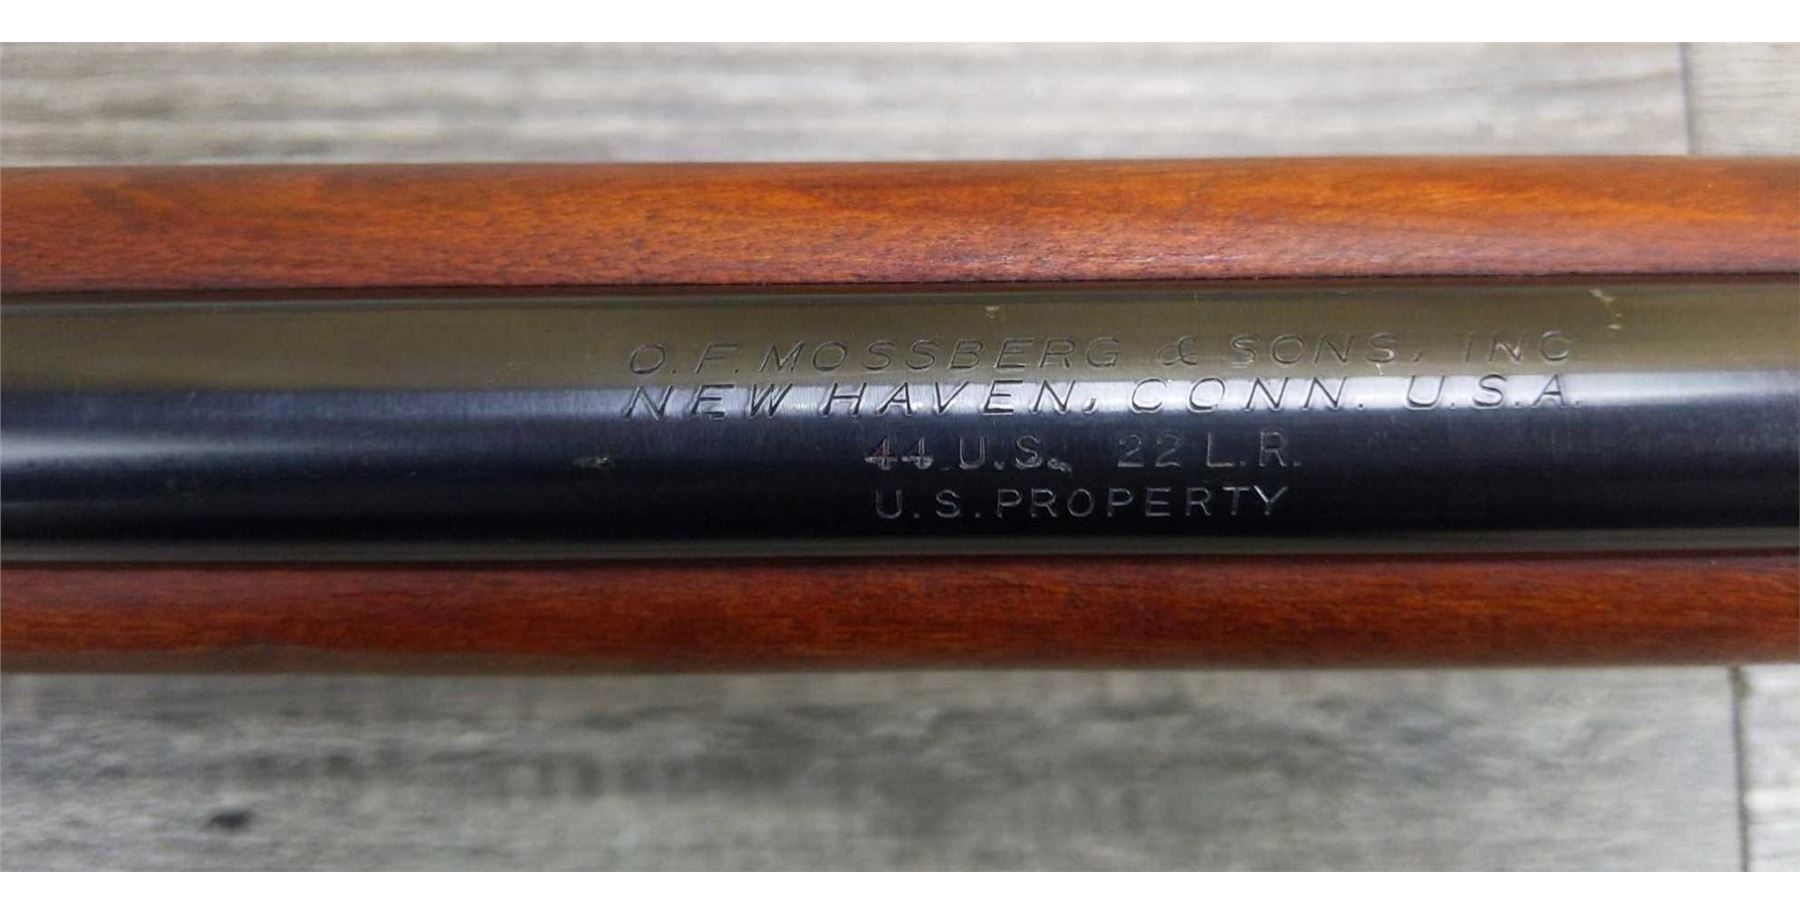 O.F. MOSSBERG & SONS, INC.
NEW HAVEN, CONN. U.S.A.
44 U.S. 22 L.R.
U.S. PROPERTY